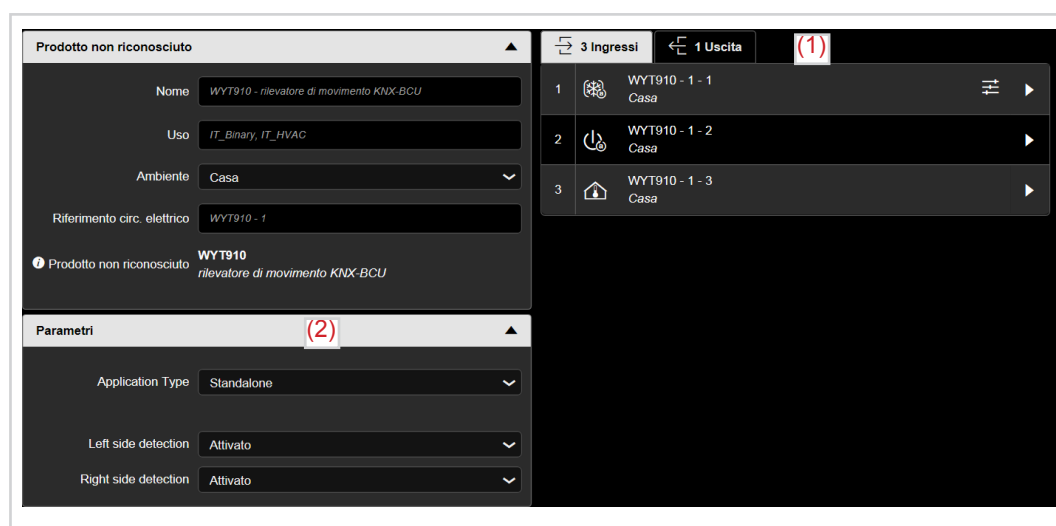 Prodotto non riconosciuto
Nome WYT910 - rilevatore di movimento KNX-BCU
Uso IT_Binary, IT_HVAC
Ambiente Casa
Riferimento circ. elettrico WYT910 - 1
Prodotto non riconosciuto WYT910
rilevatore di movimento KNX-BCU
Parametri (2)
Application Type Standalone
Left side detection Attivato
Right side detection Attivato
3 Ingressi 1 Uscita (1)
1 WYT910 - 1 - 1
Casa
2 WYT910 - 1 - 2
Casa
3 WYT910 - 1 - 3
Casa